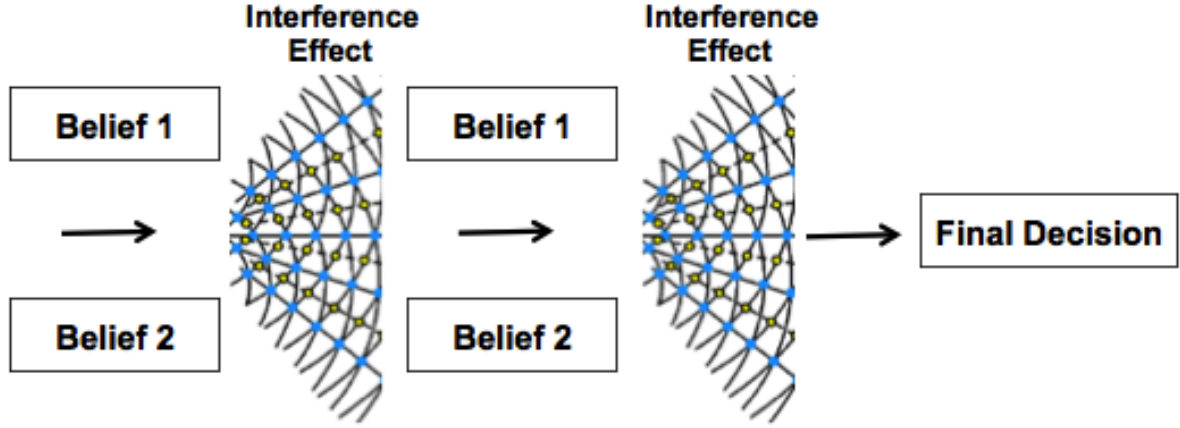 Interference
Effect
Interference
Effect
Belief 1
Belief 1
Final Decision
Belief 2
Belief 2